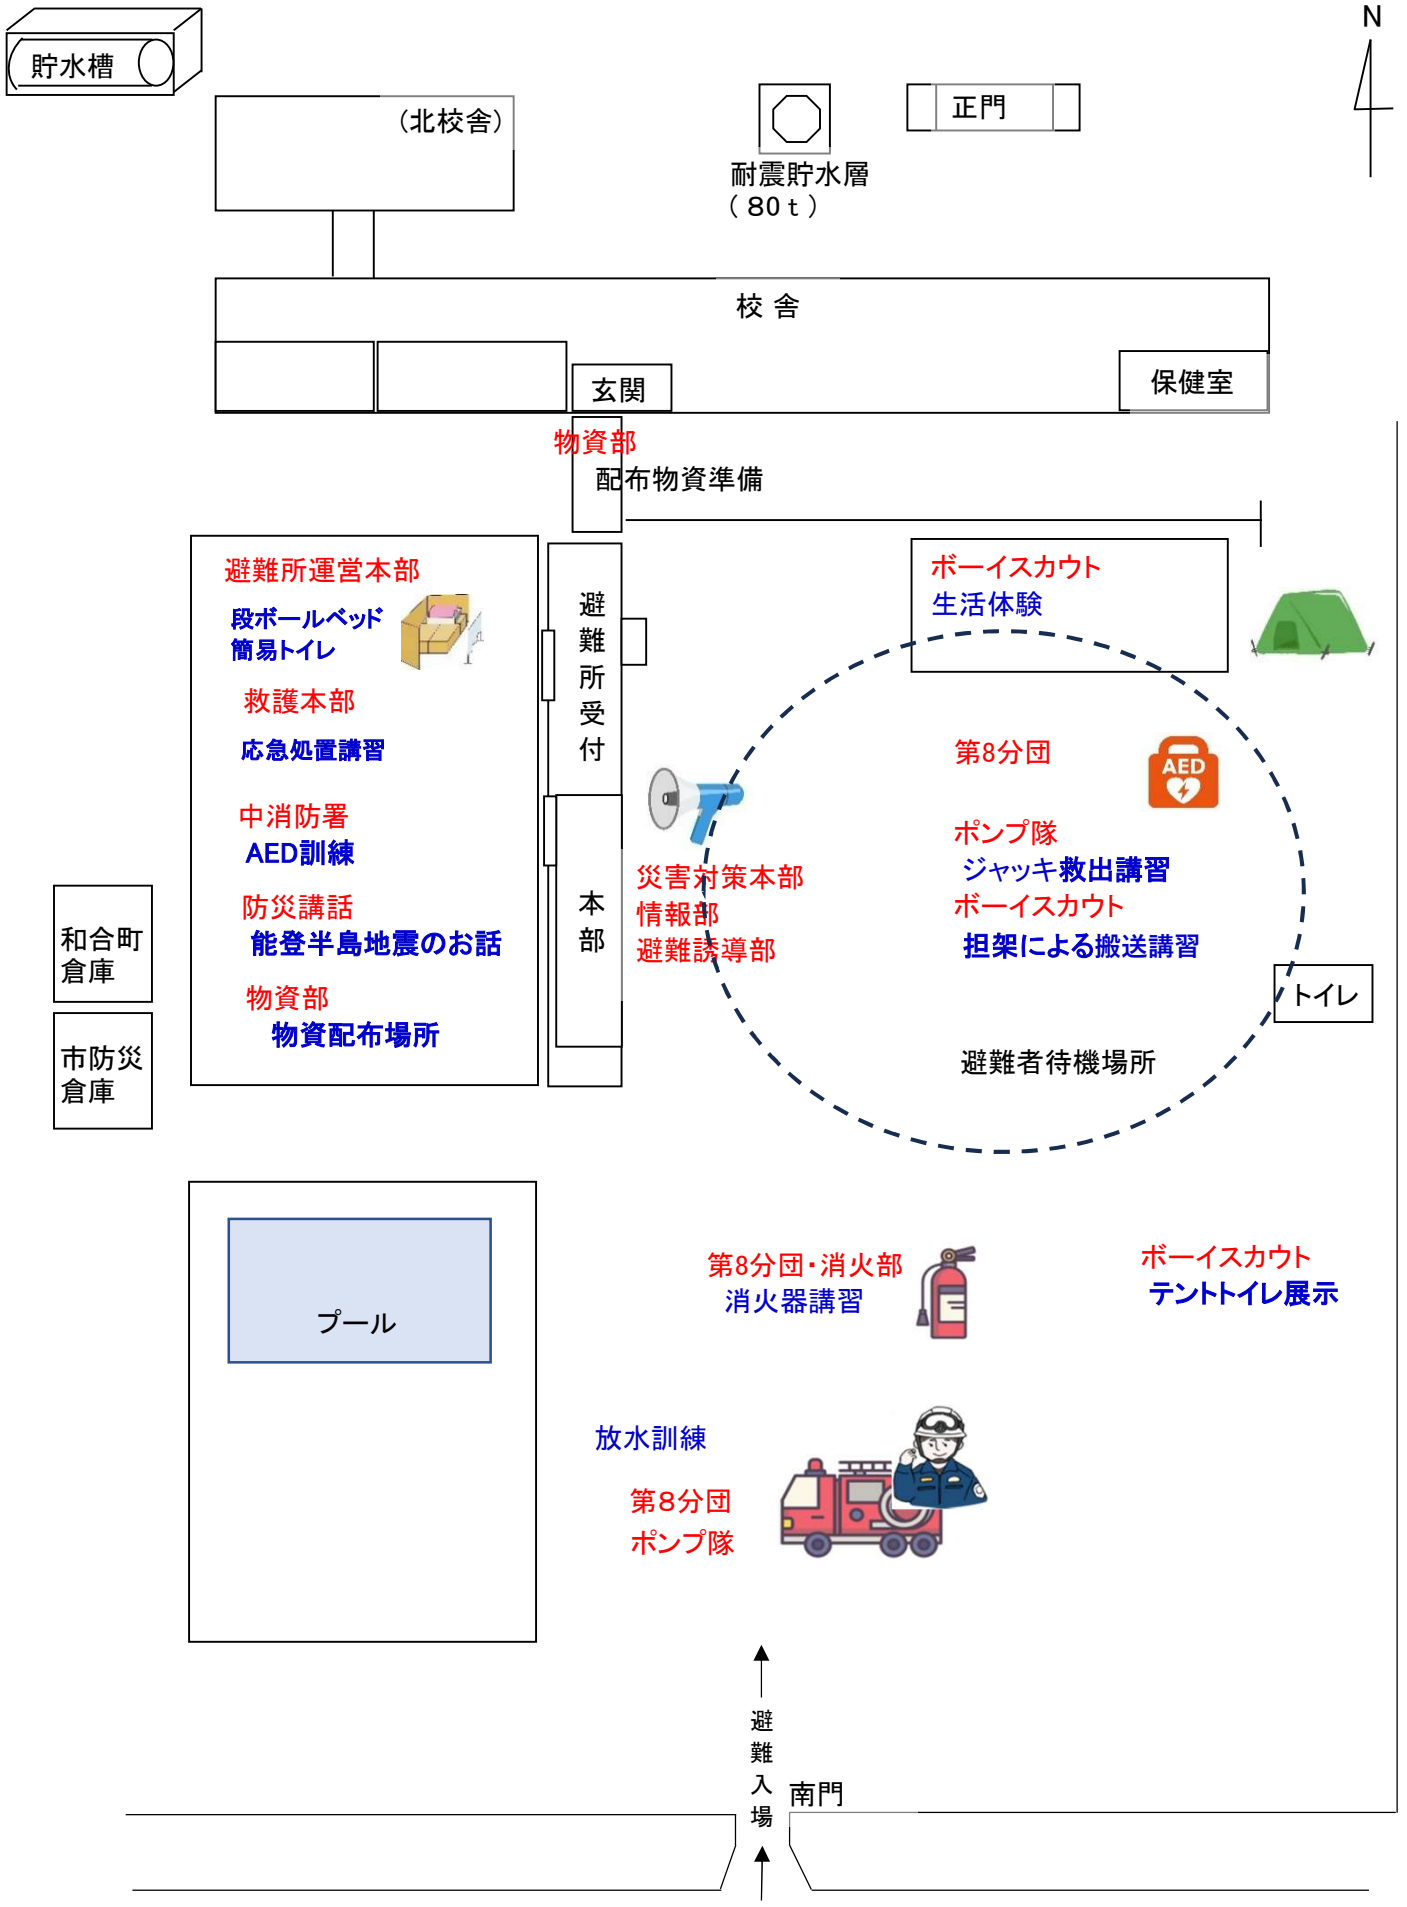 N
貯水槽
（北校舎）
正門
耐震貯水層
（８０ｔ）
校 舎
玄関
保健室
物資部
配布物資準備
避難所運営本部
段ボールベッド
簡易トイレ
救護本部
応急処置講習
中消防署
AED訓練
防災講話
能登半島地震のお話
物資部
物資配布場所
避難所受付
本部
ボーイスカウト
生活体験
第8分団
AED
ポンプ隊
ジャッキ救出講習
ボーイスカウト
担架による搬送講習
災害対策本部
情報部
避難誘導部
和合町
倉庫
市防災
倉庫
トイレ
避難者待機場所
プール
第8分団・消火部
消火器講習
ボーイスカウト
テントトイレ展示
放水訓練
第８分団
ポンプ隊
避難入場
南門